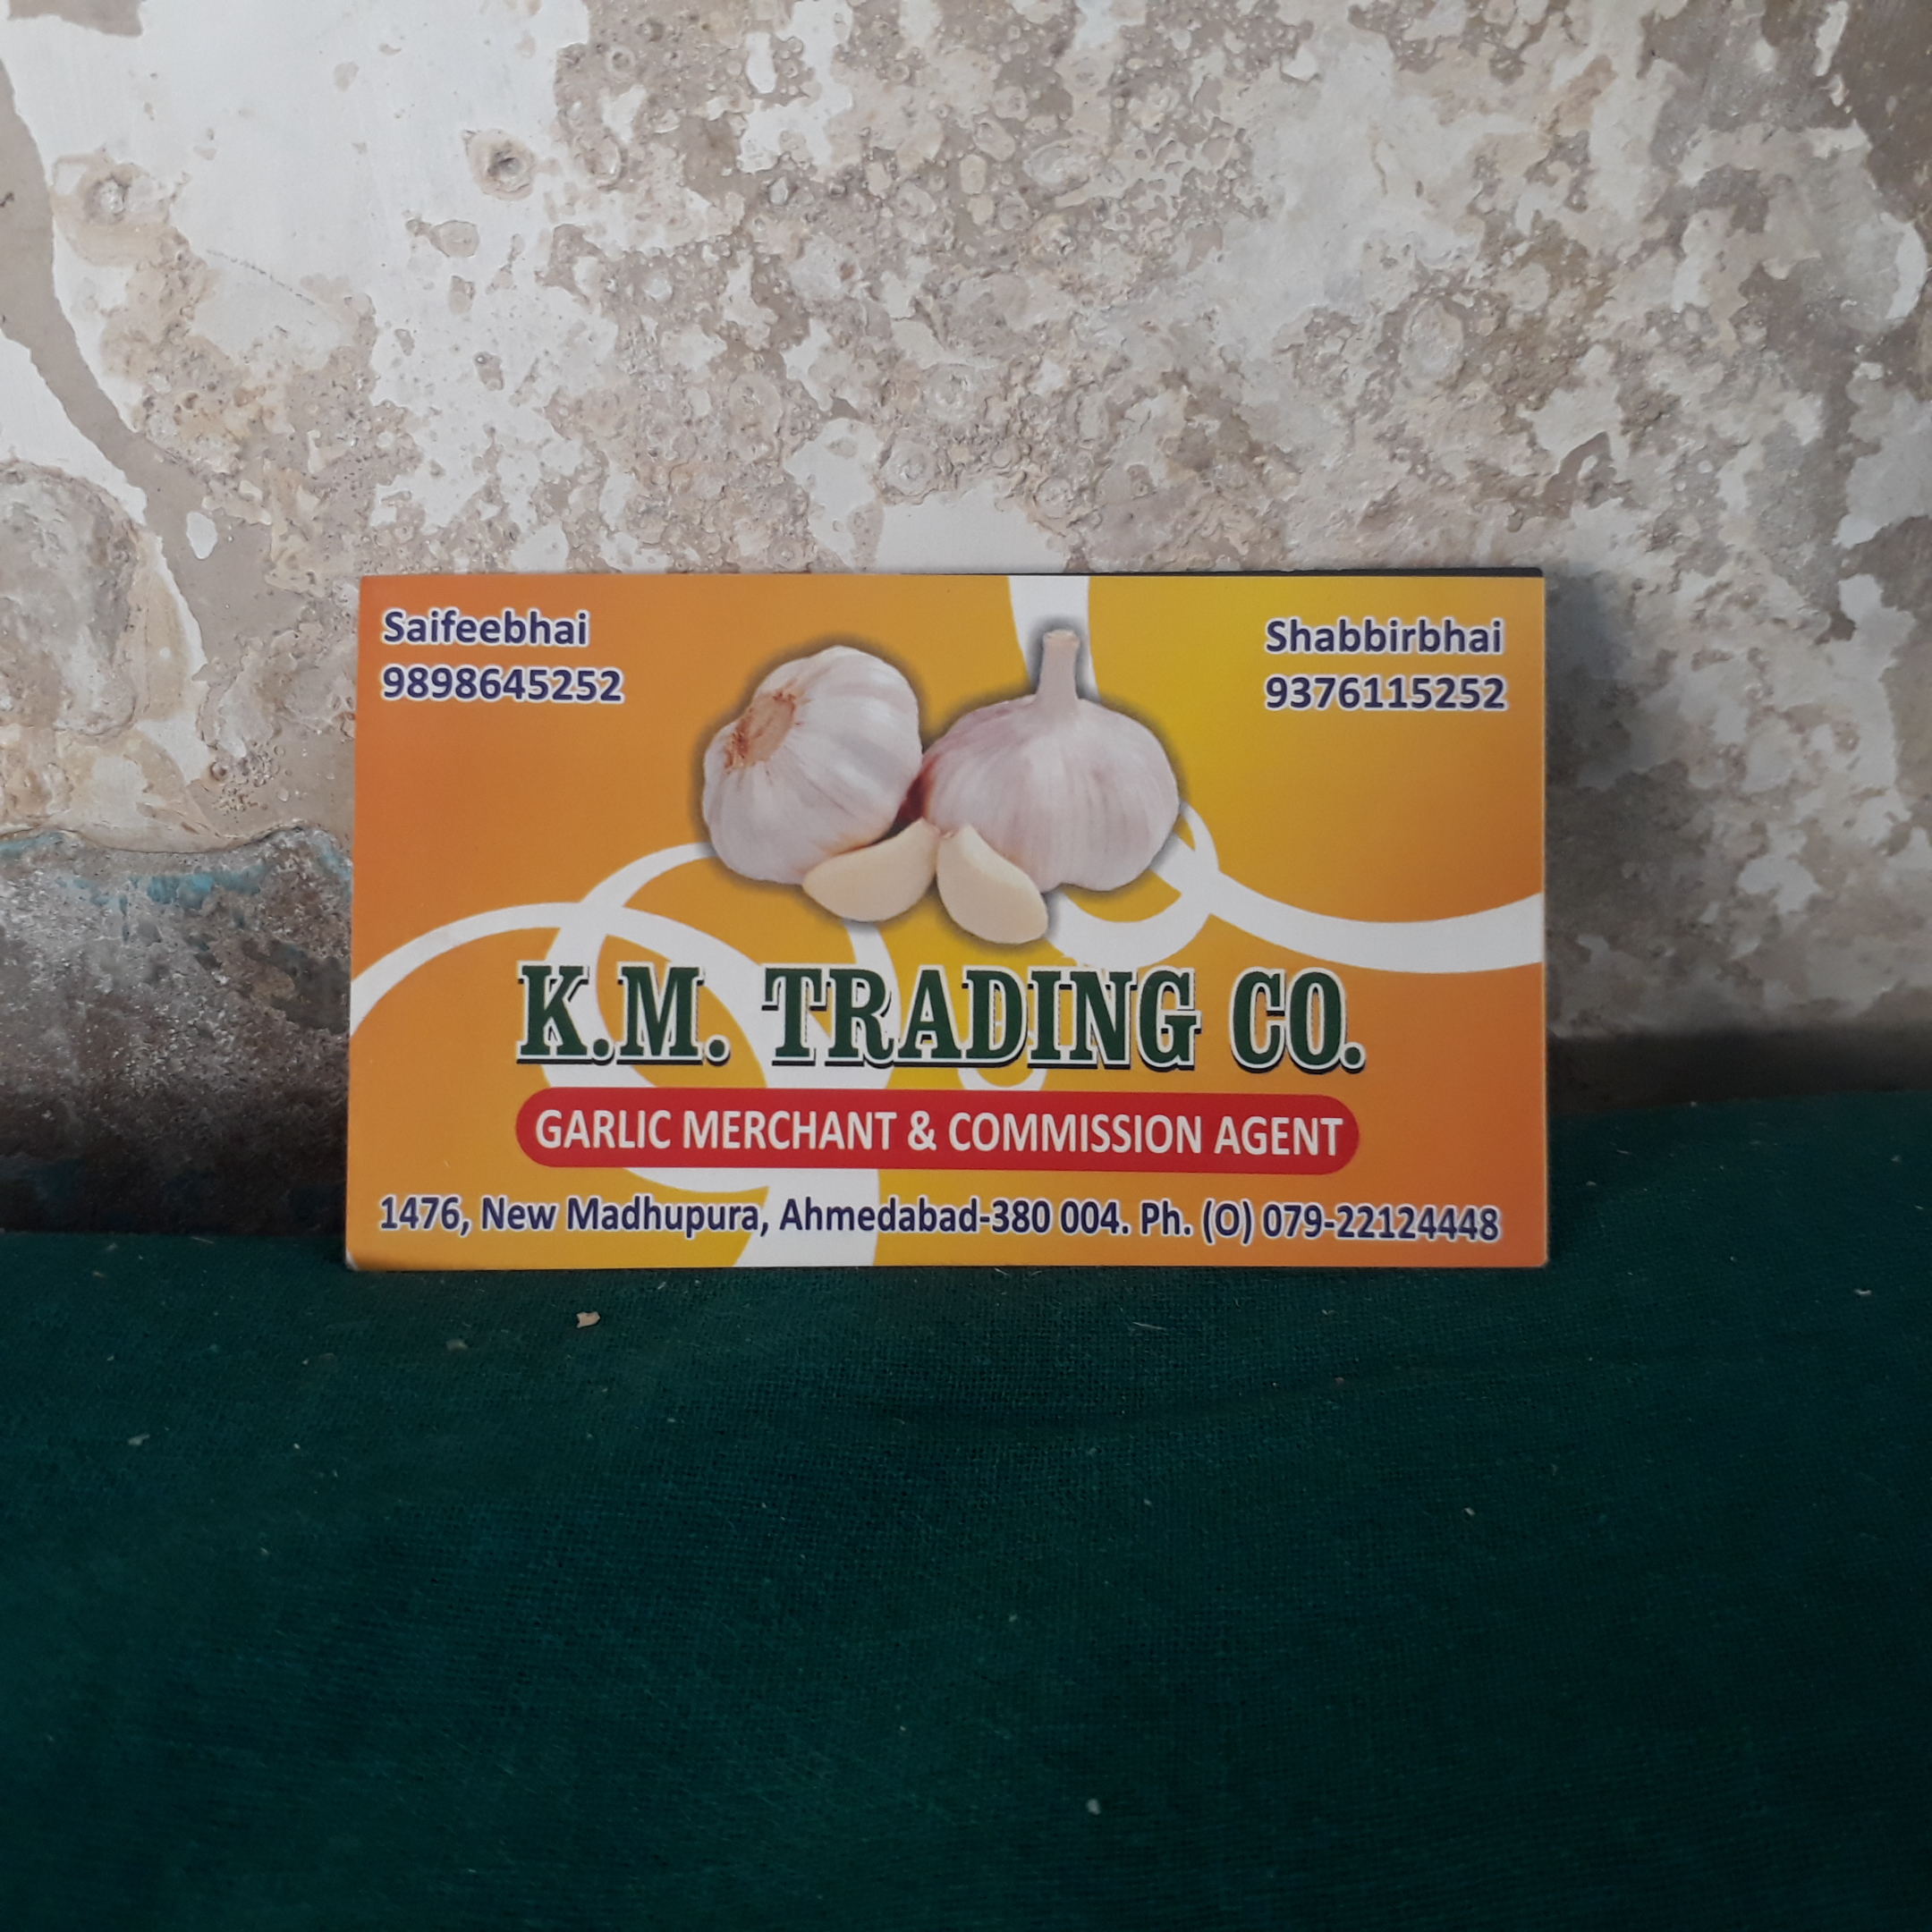 Saifeebhai
9898645252
Shabbirbhai
9376115252
K.M. TRADING CO.
GARLIC MERCHANT & COMMISSION AGENT
1476, New Madhupura, Ahmedabad-380 004. Ph. (O) 079-22124448